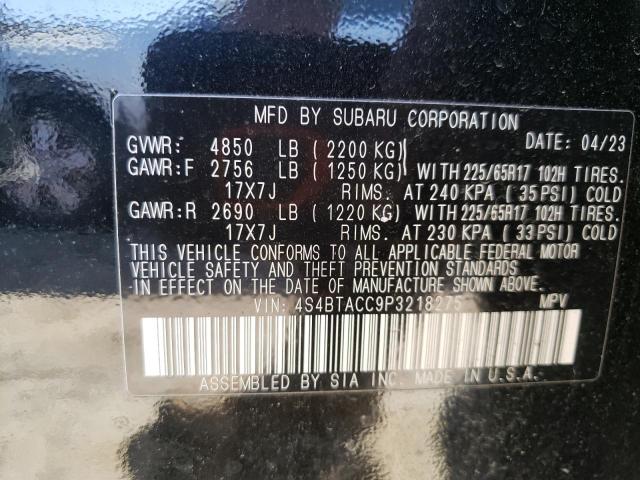 MFD BY SUBARU CORPORATION
DATE: 04/23
GVWR: 4850 LB ( 2200 KG)
GAWR:F 2756 LB ( 1250 KG) WITH 225/65R17 102H TIRES.
17X7J RIMS. AT 240 KPA ( 35 PSI) COLD
GAWR:R 2690 LB ( 1220 KG) WITH 225/65R17 102H TIRES.
17X7J RIMS. AT 230 KPA ( 33 PSI) COLD
THIS VEHICLE CONFORMS TO ALL APPLICABLE FEDERAL MOTOR
VEHICLE SAFETY AND THEFT PREVENTION STANDARDS
IN EFFECT ON THE DATE OF MANUFACTURE SHOWN ABOVE.
VIN: 4S4BTACC9P3218275 MPV
ASSEMBLED BY SIA INC. MADE IN U.S.A.